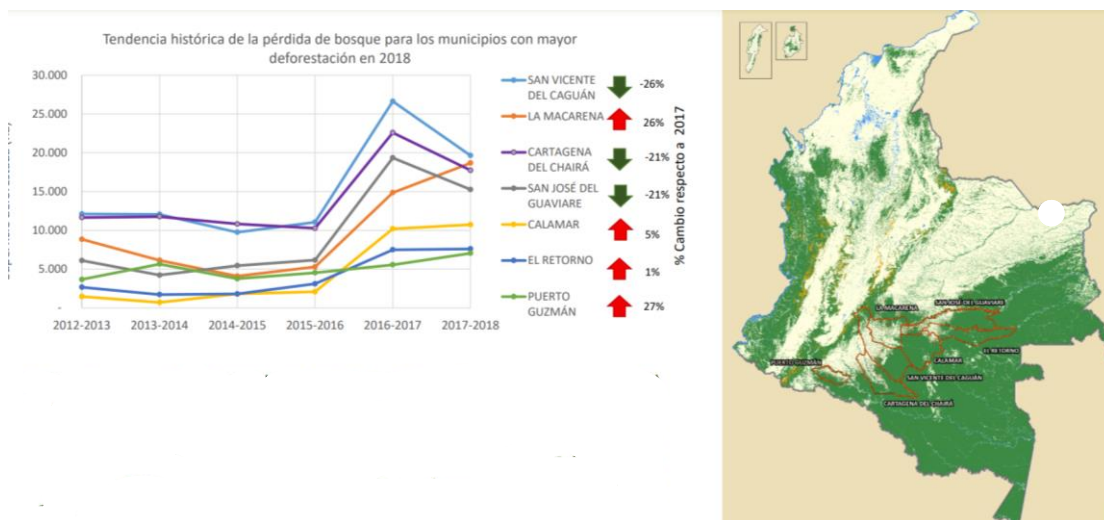 Tendencia histórica de la pérdida de bosque para los municipios con mayor
deforestación en 2018
30.000
25.000
20.000
15.000
10.000
5.000
-
2012-2013
2013-2014
2014-2015
2015-2016
2016-2017
2017-2018
SAN VICENTE
DEL CAGUÁN
-26%
LA MACARENA
26%
CARTAGENA
DEL CHAIRÁ
-21%
SAN JOSÉ DEL
GUAVIARE
-21%
CALAMAR
5%
EL RETORNO
1%
PUERTO
GUZMÁN
27%
% Cambio respecto a 2017
LA MACARENA
SAN JOSÉ DEL GUAVIARE
EL RETORNO
CALAMAR
PUERTO GUZMÁN
SAN VICENTE DEL CAGUÁN
CARTAGENA DEL CHAIRÁ